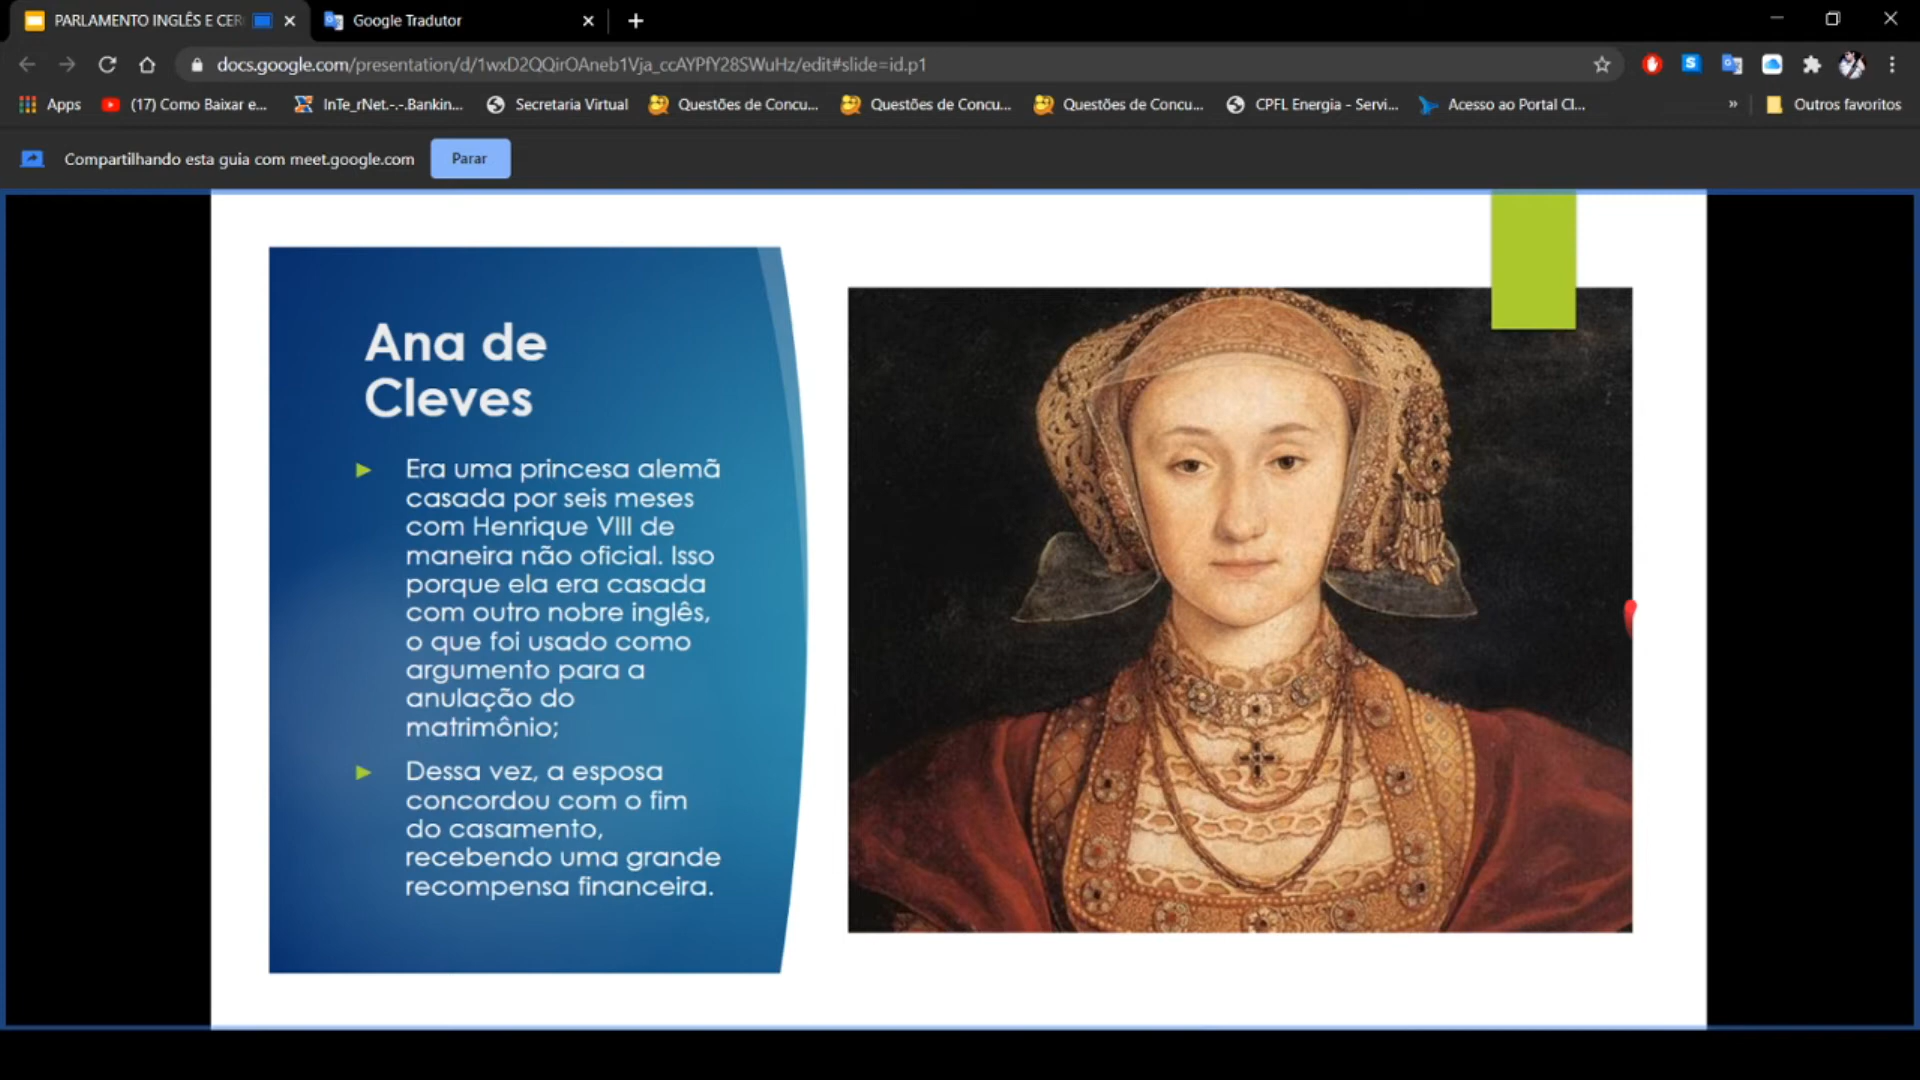 PARLAMENTO INGLÊS E CER
Google Tradutor
docs.google.com/presentation/d/1wxD2QQirOAneb1Vja_ccAYPfY28SWuHz/edit#slide=id.p1
Apps
(17) Como Baixar e...
InTe_rNet.-.-.Bankin...
Secretaria Virtual
Questões de Concu...
Questões de Concu...
Questões de Concu...
CPFL Energia - Servi...
Acesso ao Portal Cl...
»
Outros favoritos
Compartilhando esta guia com meet.google.com
Parar
Ana de
Cleves
Era uma princesa alemã
casada por seis meses
com Henrique VIII de
maneira não oficial. Isso
porque ela era casada
com outro nobre inglês,
o que foi usado como
argumento para a
anulação do
matrimônio;
Dessa vez, a esposa
concordou com o fim
do casamento,
recebendo uma grande
recompensa financeira.